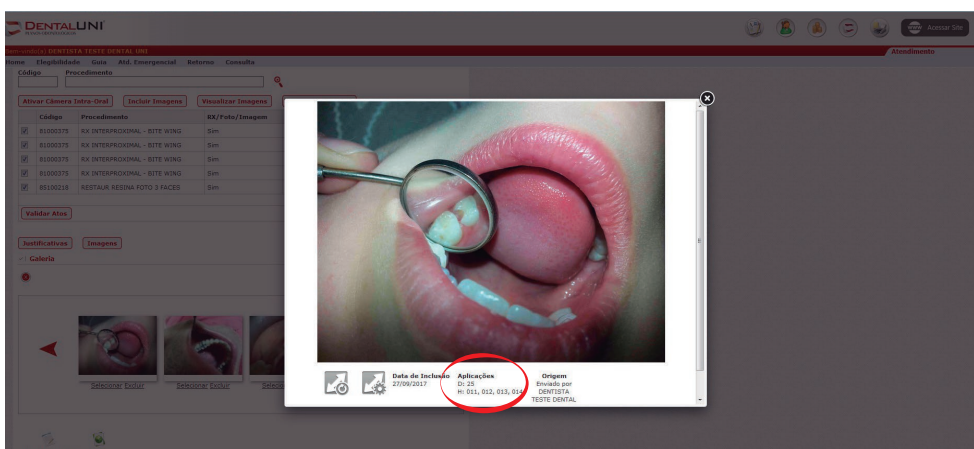 DENTALUNI
Acessar Site
Bem-vindo(a) DENTISTA TESTE DENTAL UNI
Atendimento
Home Elegibilidade Guia Atd. Emergencial Retorno Consulta
Código Procedimento
Ativar Câmera Intra-Oral Incluir Imagens Visualizar Imagens
Código Procedimento RX/Foto/Imagem
81000375 RX INTERPROXIMAL - BITE WING Sim
81000375 RX INTERPROXIMAL - BITE WING Sim
81000375 RX INTERPROXIMAL - BITE WING Sim
81000375 RX INTERPROXIMAL - BITE WING Sim
85100218 RESTAUR RESINA FOTO 3 FACES Sim
Validar Atos
Justificativas Imagens
Galeria
Selecionar Excluir Selecionar Excluir
Data de Inclusão Aplicações Origem
27/09/2017 D: 25 Enviado por
H: 011, 012, 013, 014 DENTISTA
TESTE DENTAL